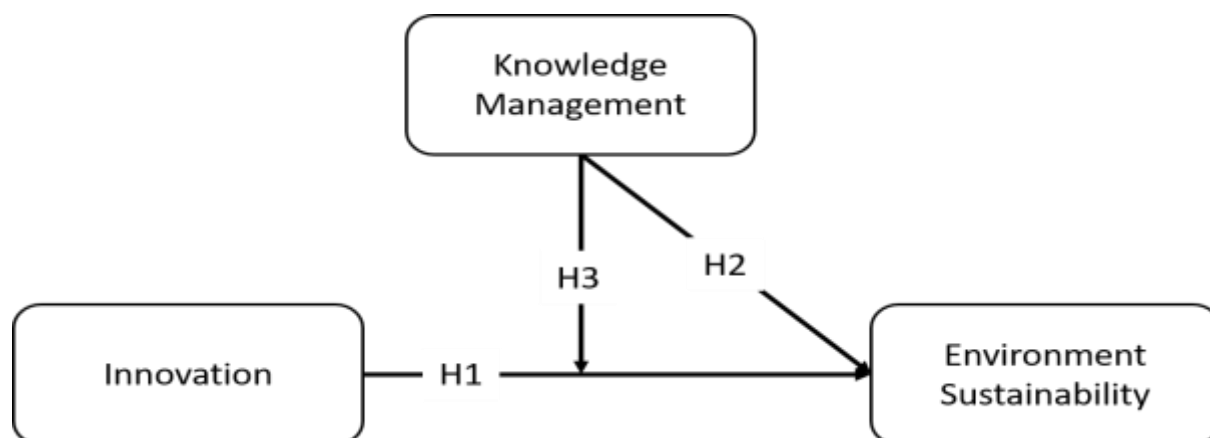 Knowledge
Management
H3
H2
Innovation
H1
Environment
Sustainability